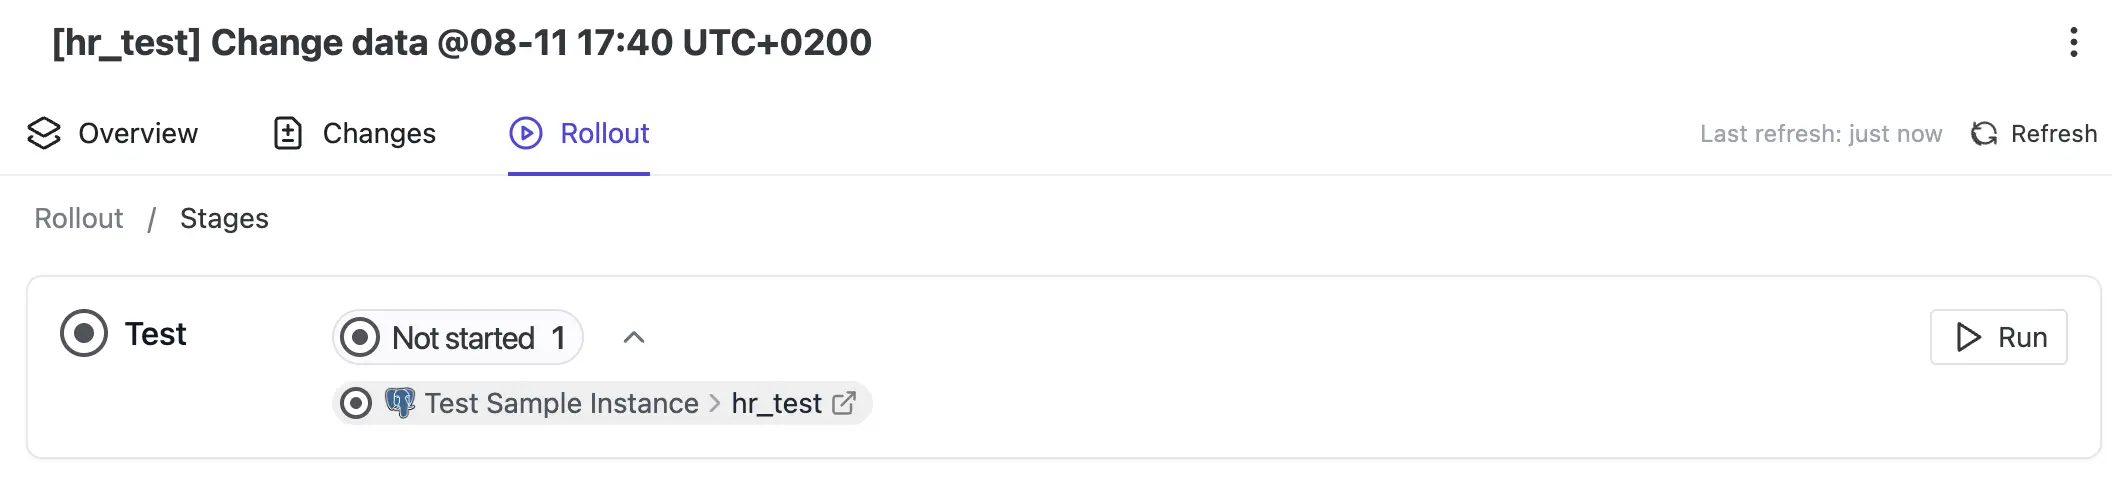 [hr_test] Change data @08-11 17:40 UTC+0200
Overview Changes Rollout Last refresh: just now Refresh
Rollout / Stages
Test Not started 1 Run
Test Sample Instance > hr_test